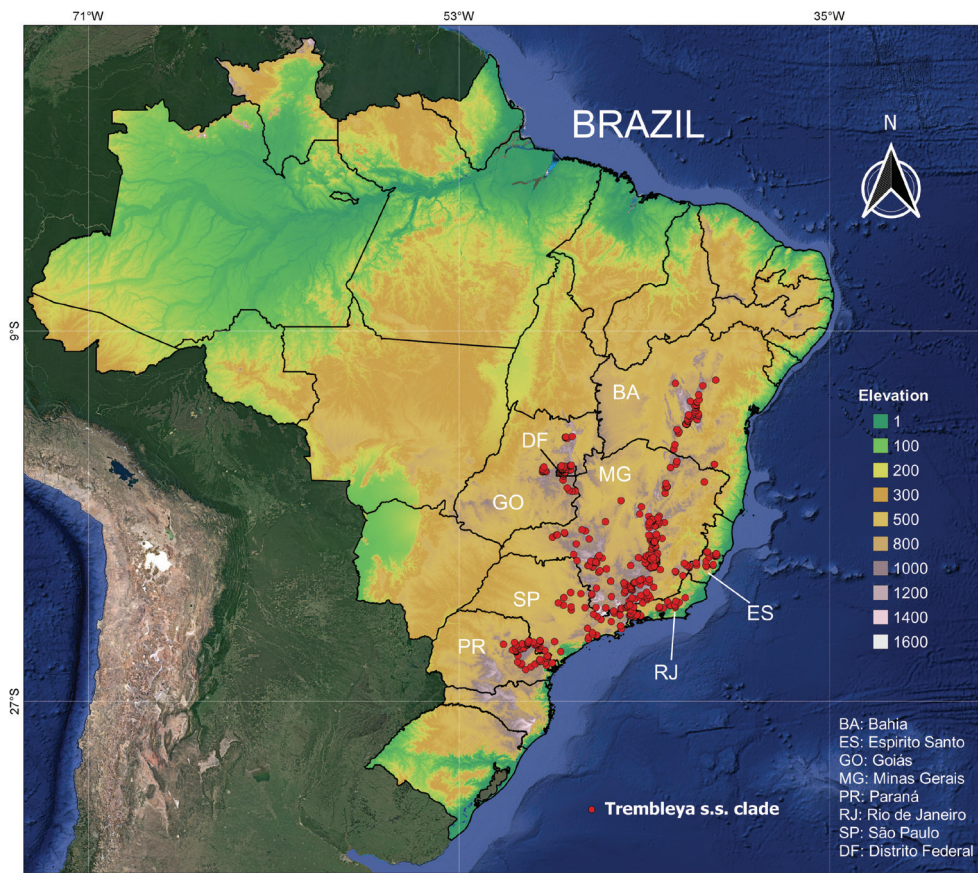 71°W
53°W
35°W
BRAZIL
N
9°S
BA
DF
MG
GO
SP
PR
ES
RJ
27°S
Elevation
1
100
200
300
500
800
1000
1200
1400
1600
BA: Bahia
ES: Espirito Santo
GO: Goiás
MG: Minas Gerais
PR: Paraná
RJ: Rio de Janeiro
SP: São Paulo
DF: Distrito Federal
Trembleya s.s. clade